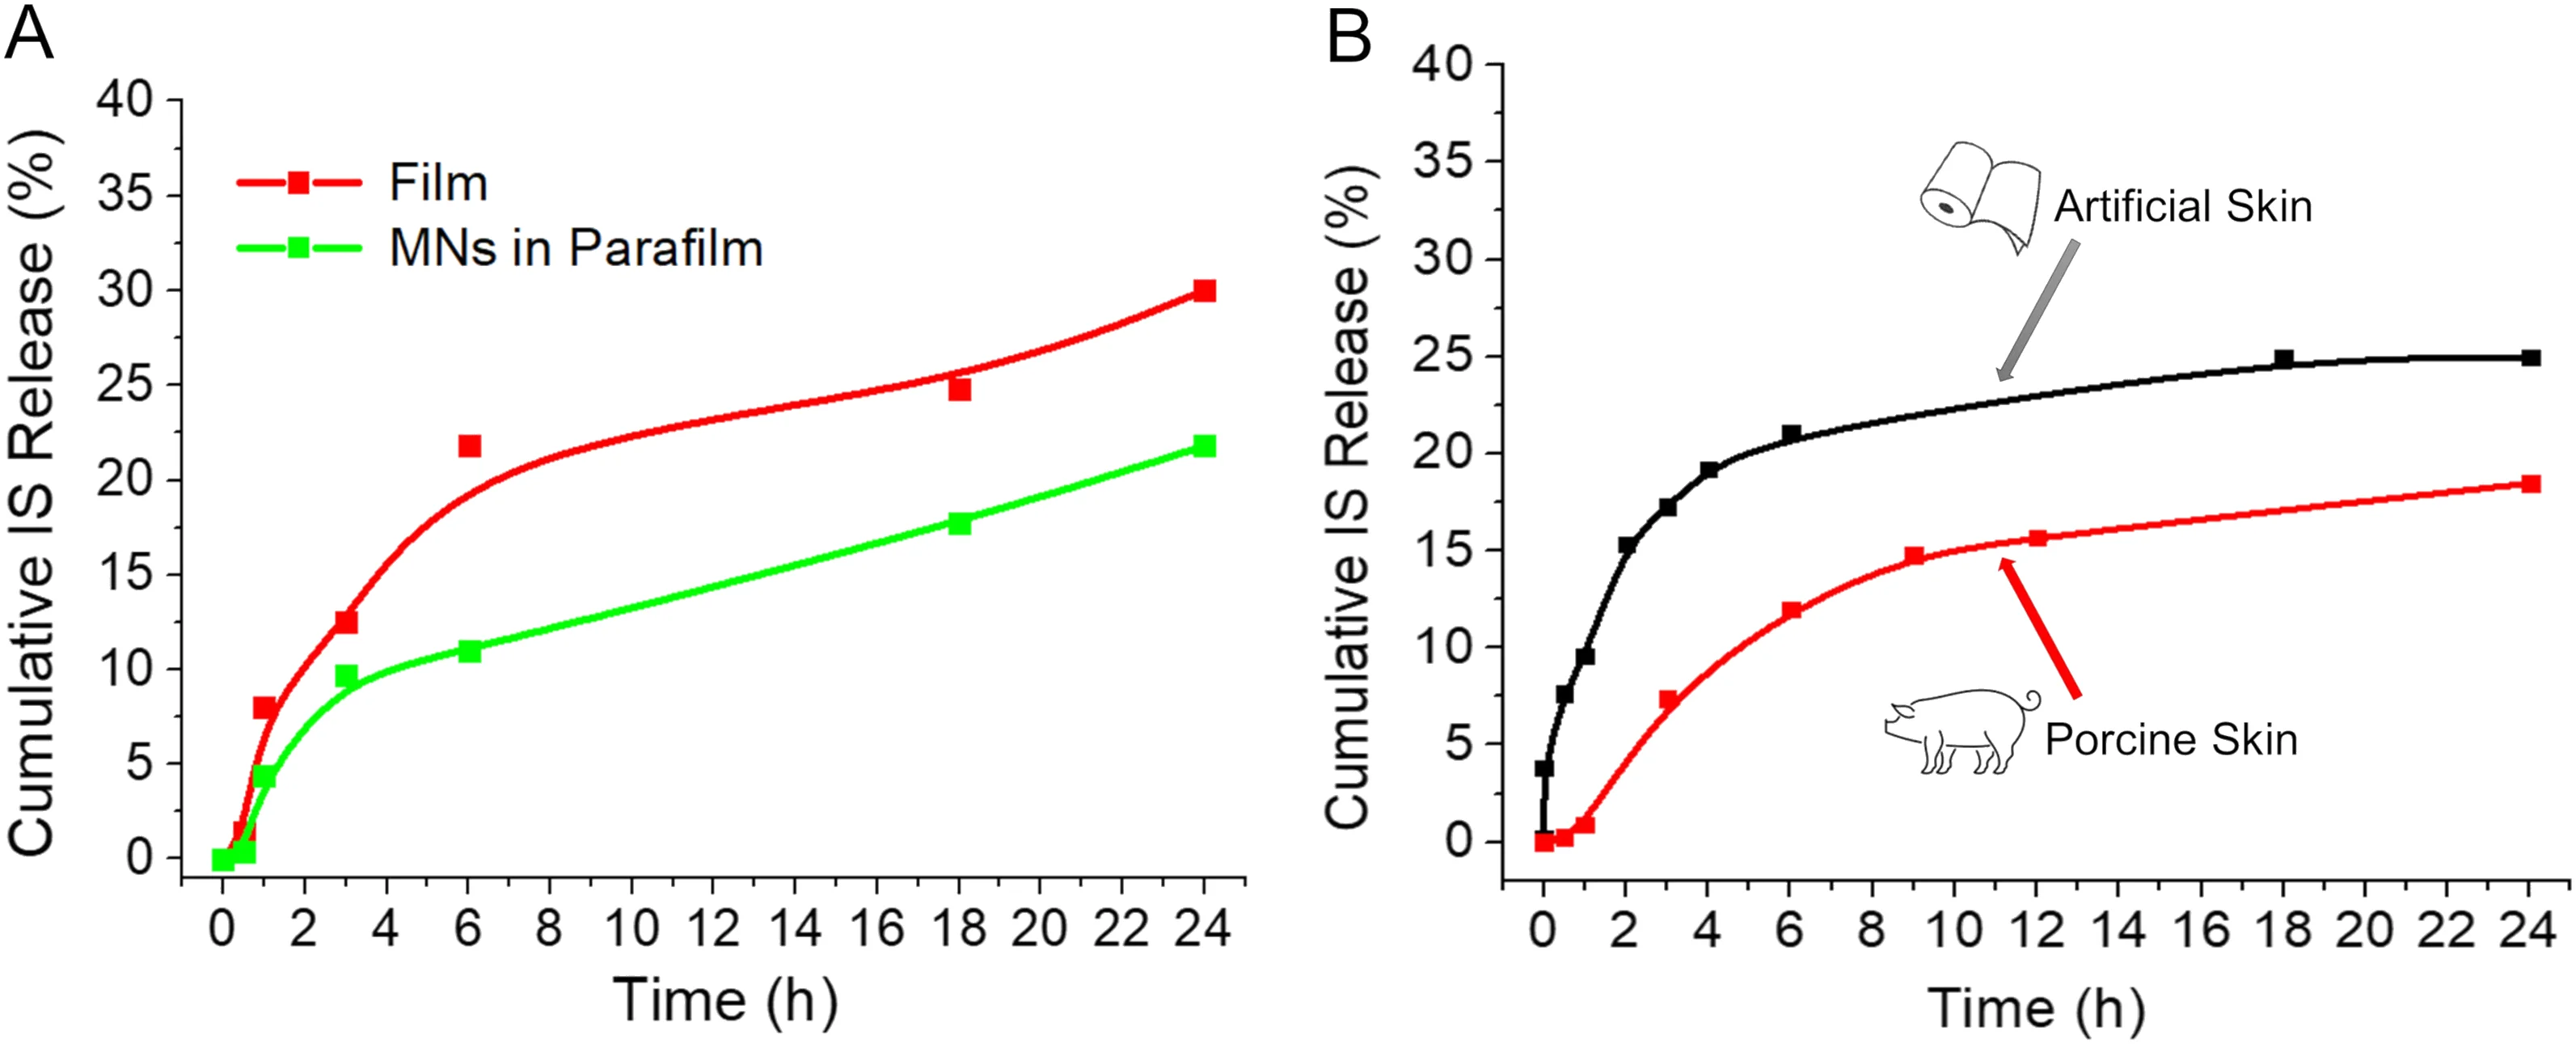 A
Cumulative IS Release (%)
40
35
30
25
20
15
10
5
0
Film
MNs in Parafilm
0 2 4 6 8 10 12 14 16 18 20 22 24
Time (h)
B
Cumulative IS Release (%)
40
35
30
25
20
15
10
5
0
Artificial Skin
Porcine Skin
0 2 4 6 8 10 12 14 16 18 20 22 24
Time (h)